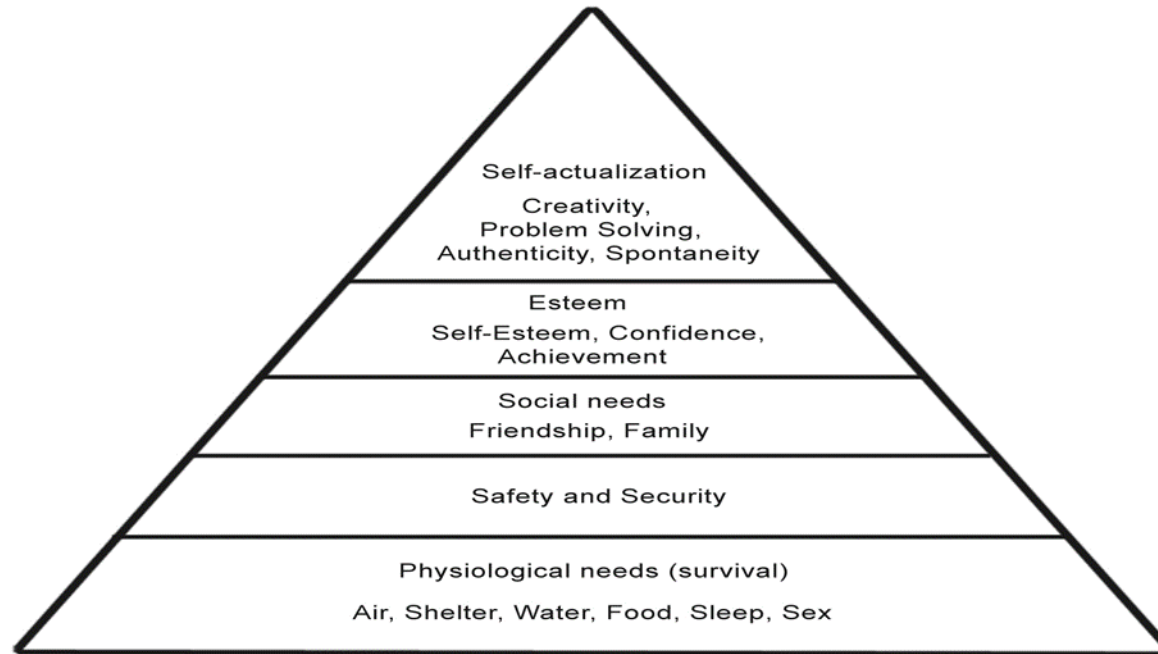 Self-actualization
Creativity,
Problem Solving,
Authenticity, Spontaneity
Esteem
Self-Esteem, Confidence,
Achievement
Social needs
Friendship, Family
Safety and Security
Physiological needs (survival)
Air, Shelter, Water, Food, Sleep, Sex